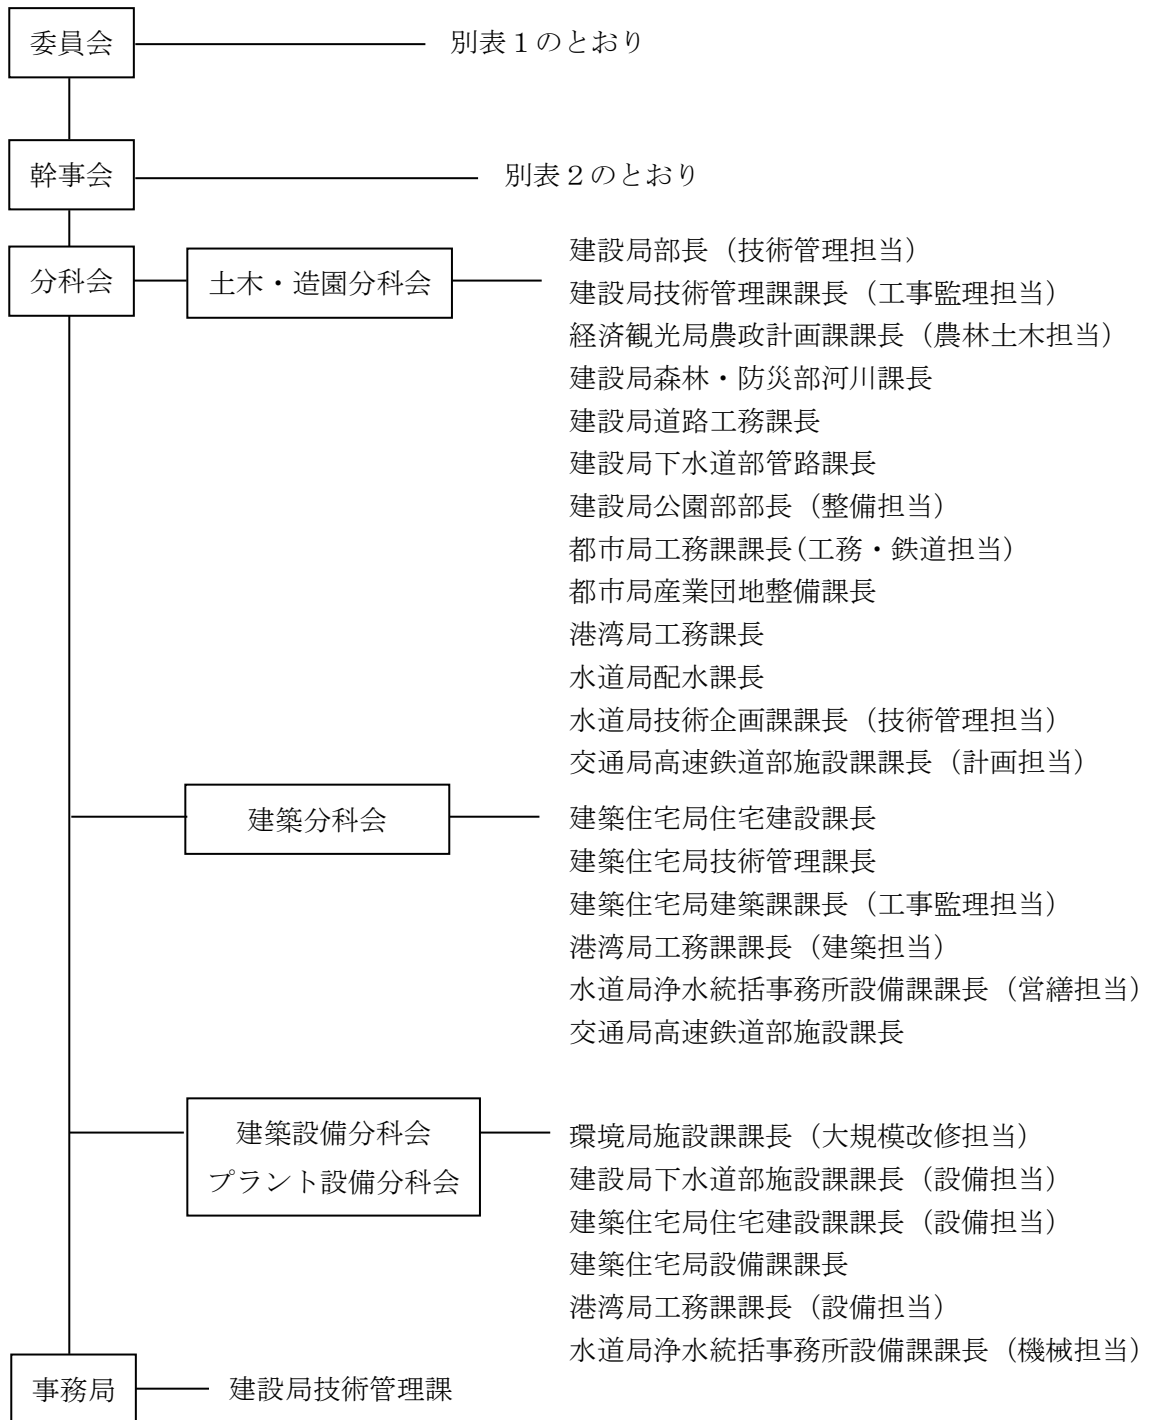 委員会
別表１のとおり
幹事会
別表２のとおり
分科会
土木・造園分科会
建設局部長（技術管理担当）
建設局技術管理課課長（工事監理担当）
経済観光局農政計画課課長（農林土木担当）
建設局森林・防災部河川課長
建設局道路工務課長
建設局下水道部管路課長
建設局公園部部長（整備担当）
都市局工務課課長(工務・鉄道担当）
都市局産業団地整備課長
港湾局工務課長
水道局配水課長
水道局技術企画課課長（技術管理担当）
交通局高速鉄道部施設課課長（計画担当）
建築分科会
建築住宅局住宅建設課長
建築住宅局技術管理課長
建築住宅局建築課課長（工事監理担当）
港湾局工務課課長（建築担当）
水道局浄水統括事務所設備課課長（営繕担当）
交通局高速鉄道部施設課長
建築設備分科会
プラント設備分科会
環境局施設課課長（大規模改修担当）
建設局下水道部施設課課長（設備担当）
建築住宅局住宅建設課課長（設備担当）
建築住宅局設備課課長
港湾局工務課課長（設備担当）
水道局浄水統括事務所設備課課長（機械担当）
事務局
建設局技術管理課